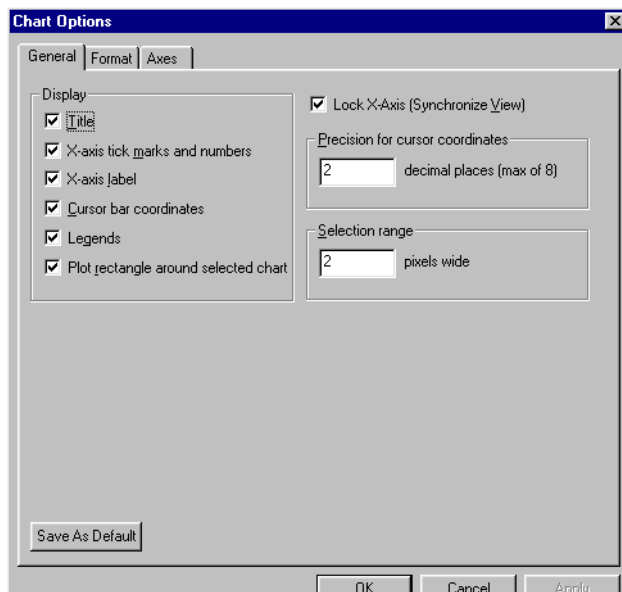 Chart Options
General Format Axes
Display
Title
X-axis tick marks and numbers
X-axis label
Cursor bar coordinates
Legends
Plot rectangle around selected chart
Lock X-Axis (Synchronize View)
Precision for cursor coordinates
2 decimal places (max of 8)
Selection range
2 pixels wide
Save As Default
OK Cancel Apply